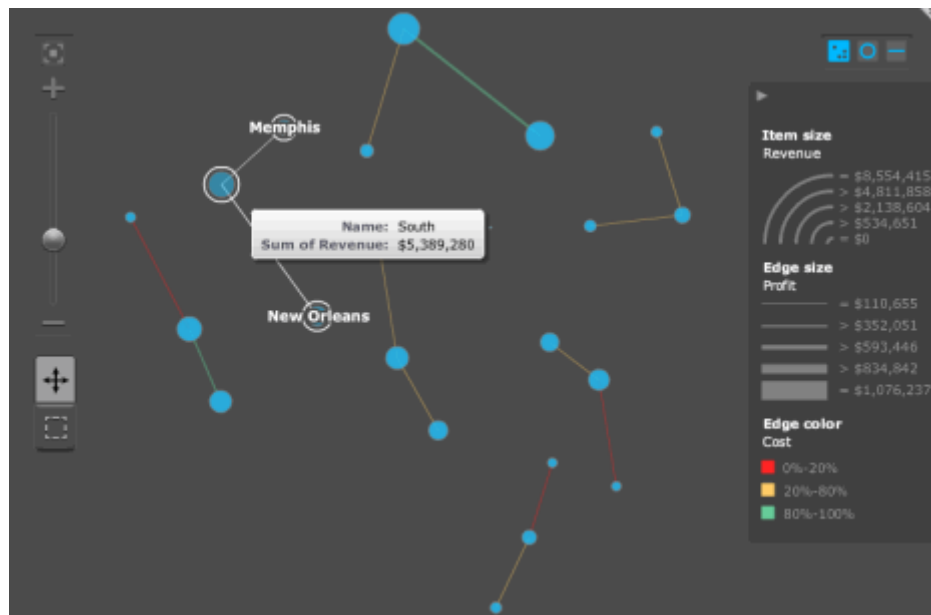 Memphis
Name: South
Sum of Revenue: $5,389,280
New Orleans
Item size
Revenue
= $8,554,415
> $4,811,858
> $2,138,604
> $534,651
= $0
Edge size
Profit
= $110,655
> $352,051
> $593,446
> $834,842
= $1,076,237
Edge color
Cost
0%-20%
20%-80%
80%-100%